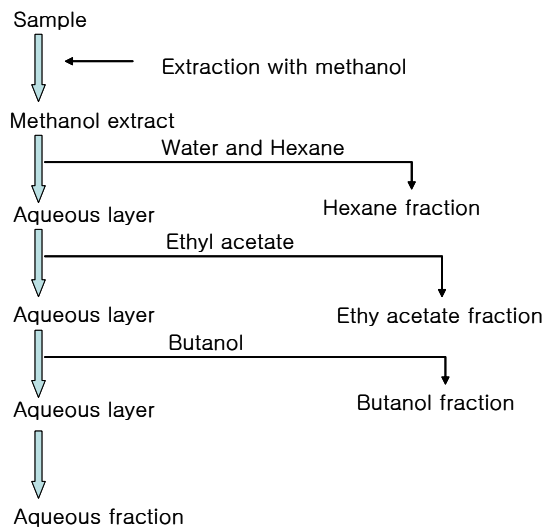 Sample
Extraction with methanol
Methanol extract
Water and Hexane
Hexane fraction
Aqueous layer
Ethyl acetate
Aqueous layer
Ethy acetate fraction
Butanol
Butanol fraction
Aqueous layer
Aqueous fraction